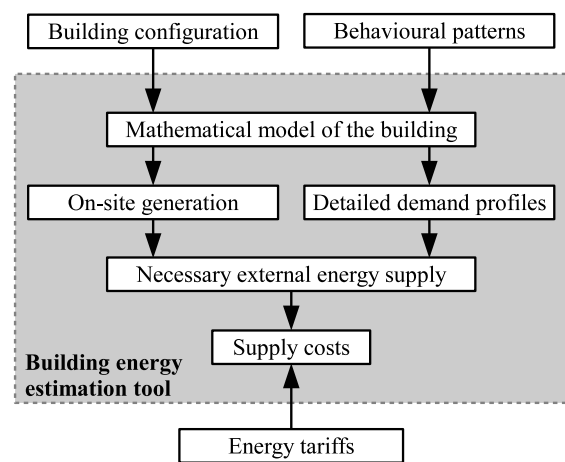 Building configuration
Behavioural patterns
Mathematical model of the building
On-site generation
Detailed demand profiles
Necessary external energy supply
Supply costs
Building energy
estimation tool
Energy tariffs